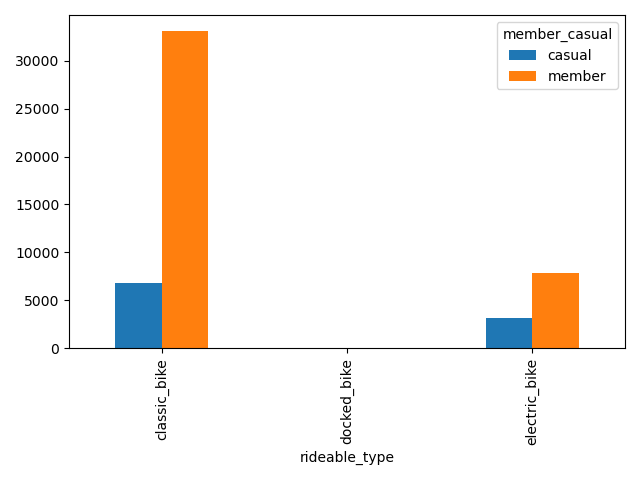 member_casual
casual
member
30000
25000
20000
15000
10000
5000
0
classic_bike
docked_bike
electric_bike
rideable_type